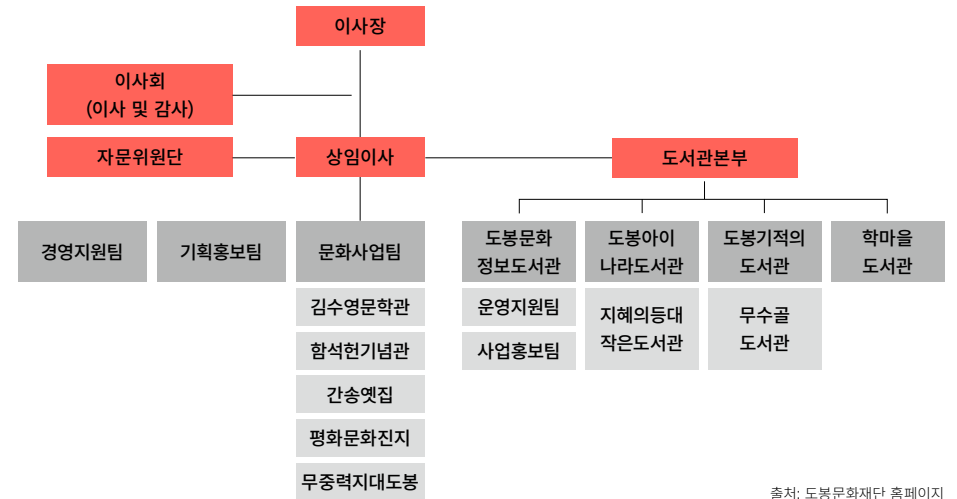 이사장
이사회
(이사 및 감사)
자문위원단
상임이사
도서관본부
경영지원팀
기획홍보팀
문화사업팀
도봉문화
정보도서관
도봉아이
나라도서관
도봉기적의
도서관
학마을
도서관
김수영문학관
함석헌기념관
간송옛집
평화문화진지
무중력지대도봉
운영지원팀
사업홍보팀
지혜의등대
작은도서관
무수골
도서관
출처: 도봉문화재단 홈페이지